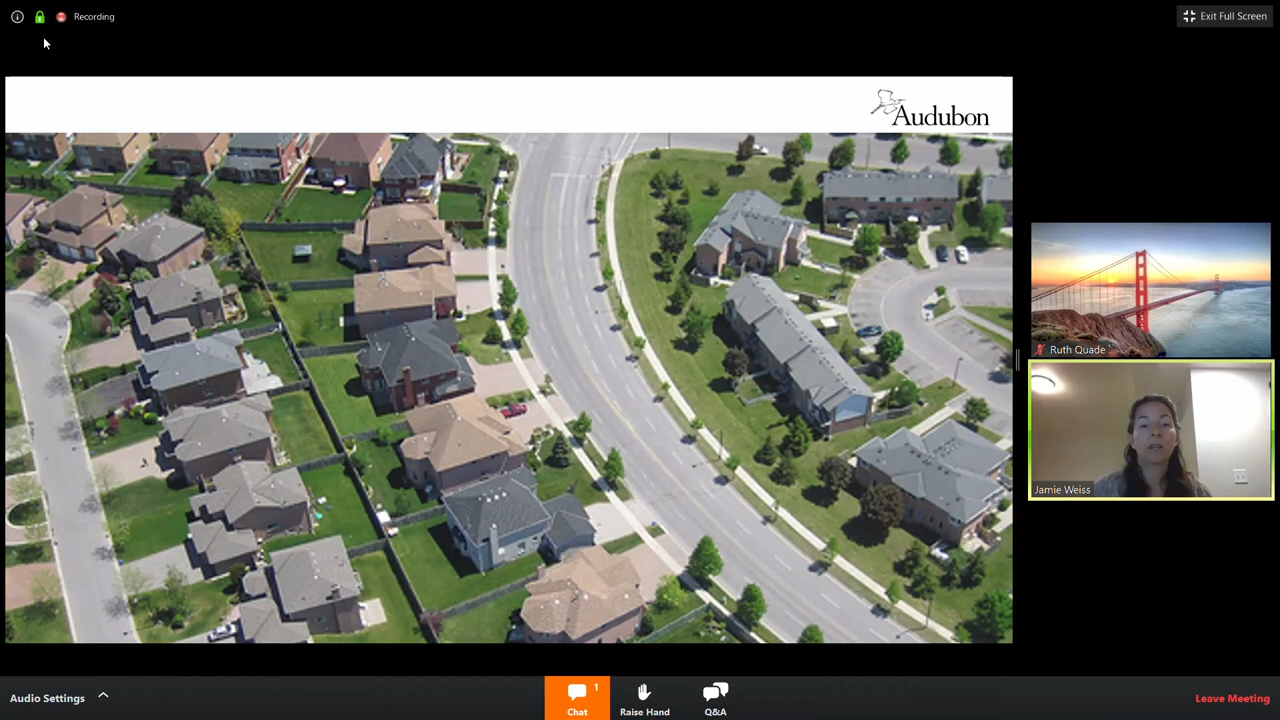 Recording
Exit Full Screen
Audubon
Ruth Quade
Jamie Weiss
Audio Settings
1
Chat
Raise Hand
Q&A
Leave Meeting